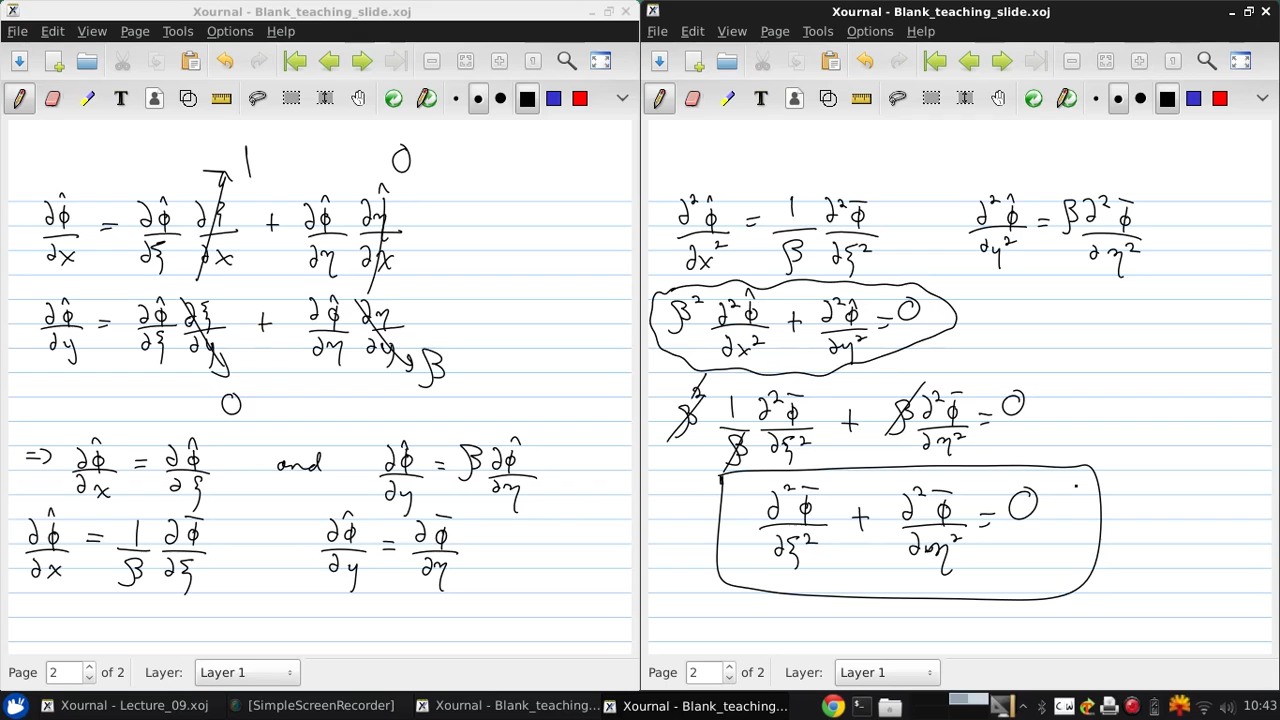 Xournal - Blank_teaching_slide.xoj
File Edit View Page Tools Options Help
1 0
∂φ̂/∂x = ∂φ̂/∂ξ ∂ξ/∂x + ∂φ̂/∂η ∂η/∂x
∂φ̂/∂y = ∂φ̂/∂ξ ∂ξ/∂y + ∂φ̂/∂η ∂η/∂y
β
0
=> ∂φ̂/∂x = ∂φ̂/∂ξ and ∂φ̂/∂y = β ∂φ̂/∂η
∂φ̂/∂x = 1/β ∂φ̄/∂ξ ∂φ̂/∂y = ∂φ̄/∂η
Page 2 of 2 Layer: Layer 1
Xournal - Blank_teaching_slide.xoj
File Edit View Page Tools Options Help
∂²φ̂/∂x² = 1/β ∂²φ̄/∂ξ² ∂²φ̂/∂y² = β ∂²φ̄/∂η²
β² ∂²φ̂/∂x² + ∂²φ̂/∂y² = 0
β² 1/β ∂²φ̄/∂ξ² + β ∂²φ̄/∂η² = 0
∂²φ̄/∂ξ² + ∂²φ̄/∂η² = 0
Page 2 of 2 Layer: Layer 1
Xournal - Lecture_09.xoj [SimpleScreenRecorder] Xournal - Blank_teaching... Xournal - Blank_teaching... 10:43